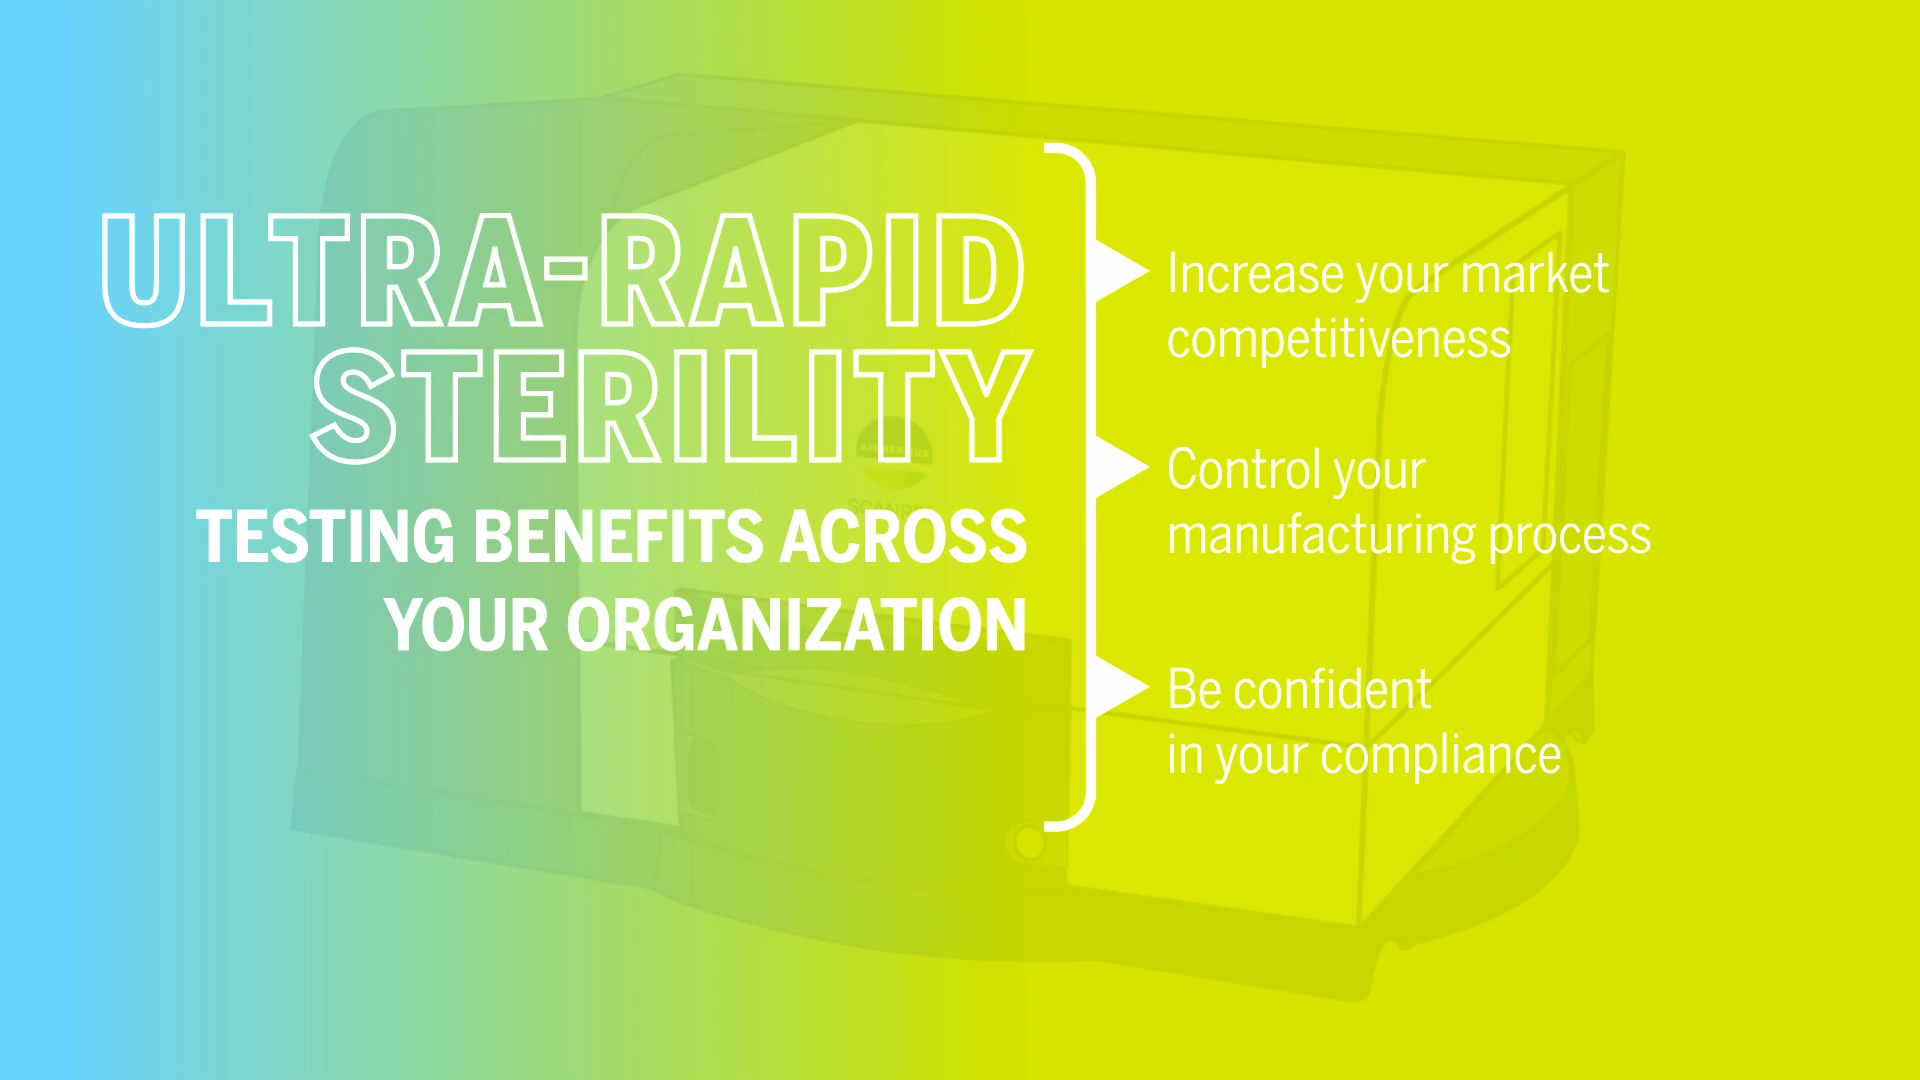 ULTRA-RAPID
STERILITY
TESTING BENEFITS ACROSS
YOUR ORGANIZATION
Increase your market
competitiveness
Control your
manufacturing process
Be confident
in your compliance